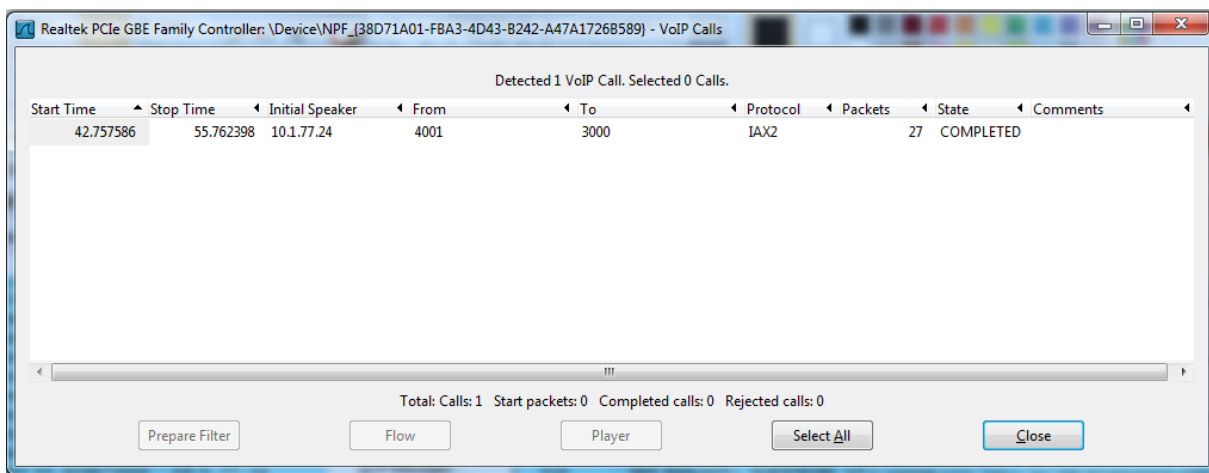 Realtek PCIe GBE Family Controller: \Device\NPF_{38D71A01-FBA3-4D43-B242-A47A1726B589} - VoIP Calls
Detected 1 VoIP Call. Selected 0 Calls.
Start Time Stop Time Initial Speaker From To Protocol Packets State Comments
42.757586 55.762398 10.1.77.24 4001 3000 IAX2 27 COMPLETED
Total: Calls: 1 Start packets: 0 Completed calls: 0 Rejected calls: 0
Prepare Filter Flow Player Select All Close